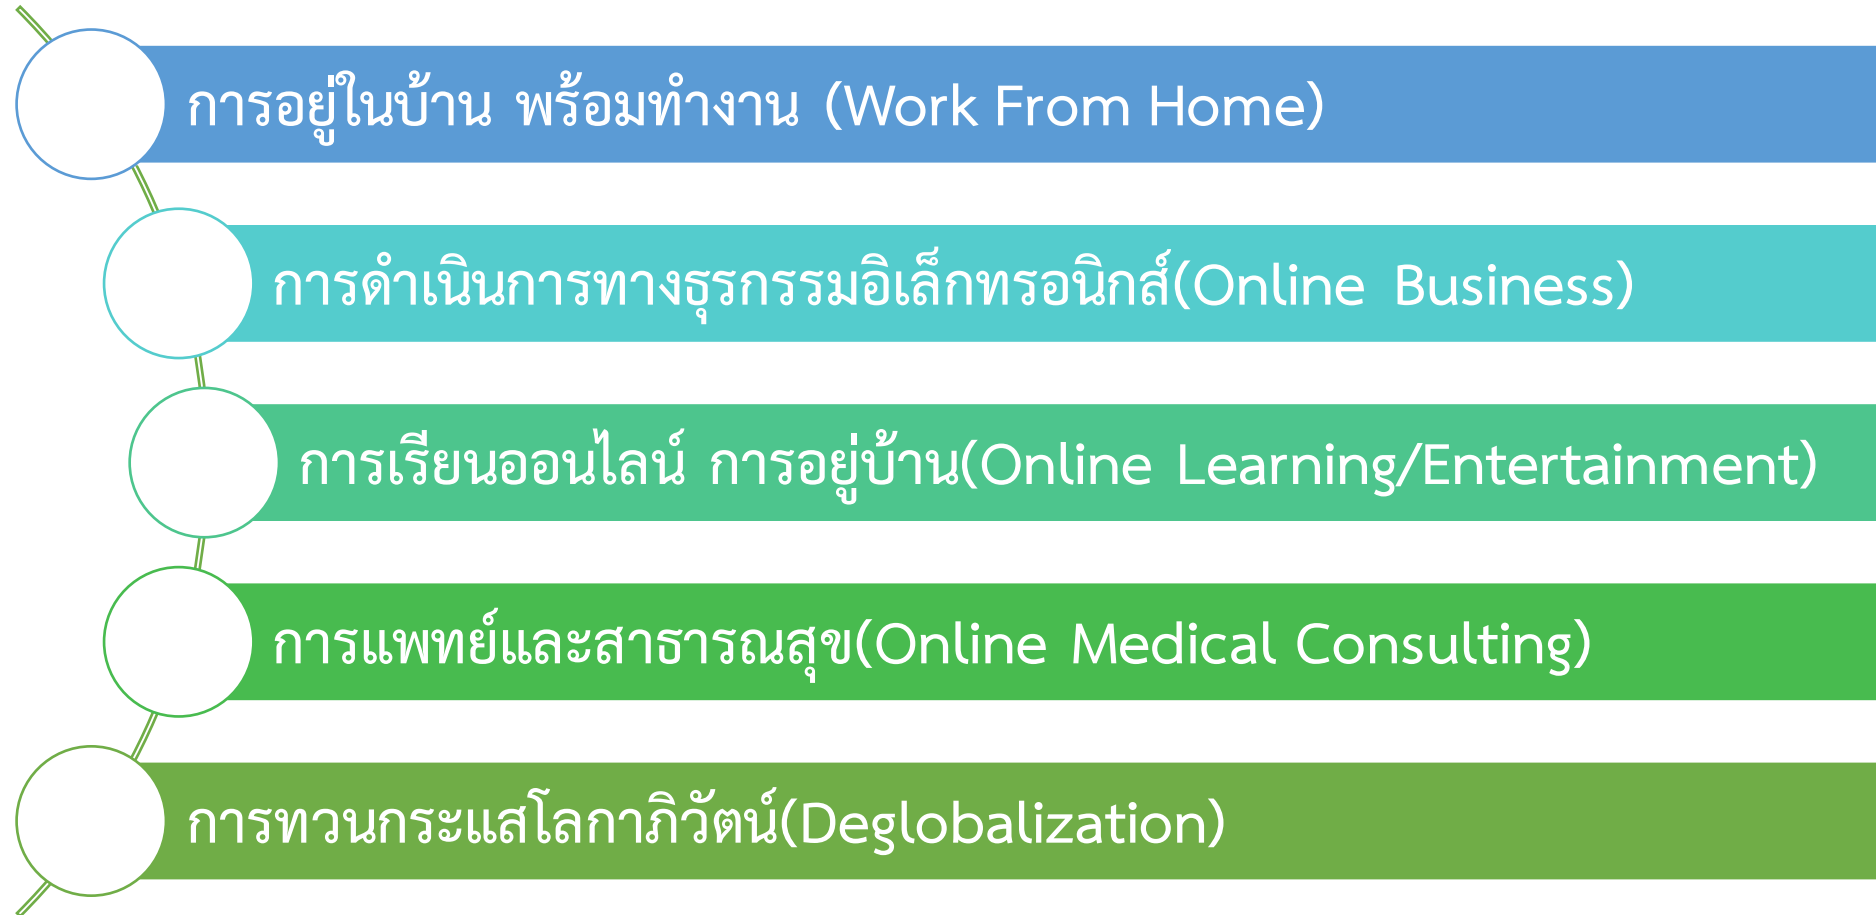 การอยู่ในบ้าน พร้อมทำงาน (Work From Home)
การดำเนินการทางธุรกรรมอิเล็กทรอนิกส์(Online Business)
การเรียนออนไลน์ การอยู่บ้าน(Online Learning/Entertainment)
การแพทย์และสาธารณสุข(Online Medical Consulting)
การทวนกระแสโลกาภิวัตน์(Deglobalization)